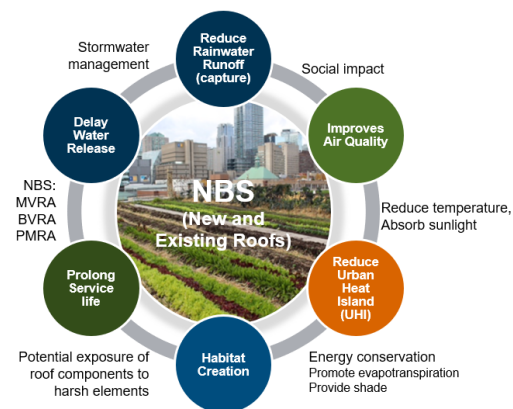 Reduce
Rainwater
Runoff
(capture)
Stormwater
management
Social impact
Delay
Water
Release
Improves
Air Quality
NBS
(New and
Existing Roofs)
NBS:
MVRA
BVRA
PMRA
Reduce temperature,
Absorb sunlight
Prolong
Service
life
Reduce
Urban
Heat
Island
(UHI)
Habitat
Creation
Potential exposure of
roof components to
harsh elements
Energy conservation
Promote evapotranspiration
Provide shade